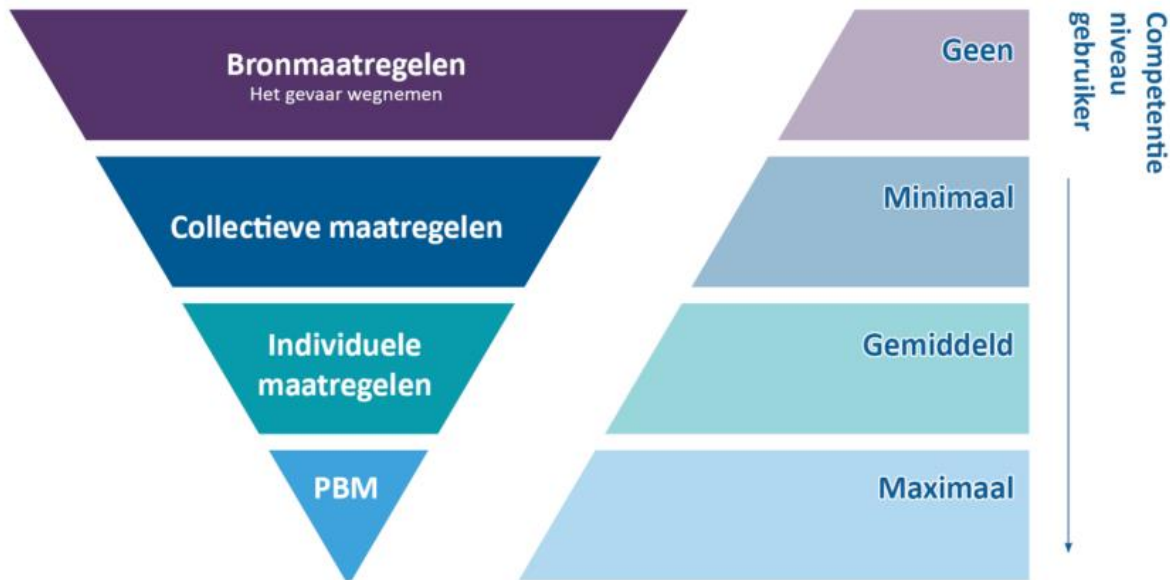 Bronmaatregelen
Het gevaar wegnemen
Geen
Collectieve maatregelen
Minimaal
Individuele
maatregelen
Gemiddeld
PBM
Maximaal
Competentie
niveau
gebruiker